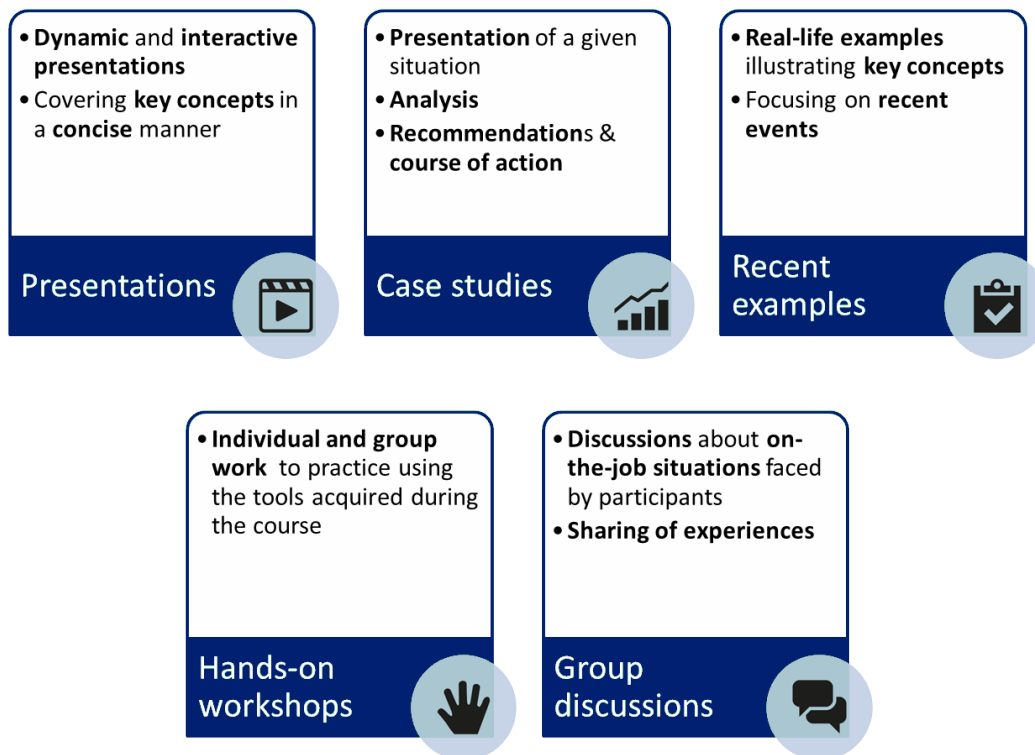 • Dynamic and interactive
presentations
• Covering key concepts in
a concise manner
Presentations
• Presentation of a given
situation
• Analysis
• Recommendations &
course of action
Case studies
• Real-life examples
illustrating key concepts
• Focusing on recent
events
Recent
examples
• Individual and group
work to practice using
the tools acquired during
the course
Hands-on
workshops
• Discussions about on-
the-job situations faced
by participants
• Sharing of experiences
Group
discussions